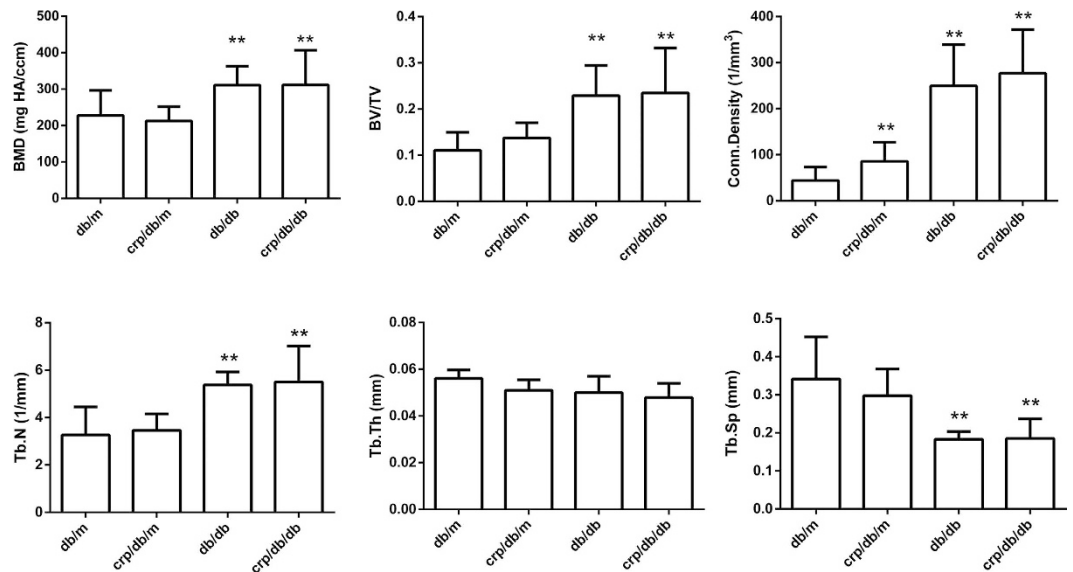 500
400
300
200
100
0
BMD (mg HA/ccm)
** **
db/m crp/db/m db/db crp/db/db
0.4
0.3
0.2
0.1
0.0
BV/TV
** **
db/m crp/db/m db/db crp/db/db
400
300
200
100
0
Conn.Density (1/mm³)
** ** **
db/m crp/db/m db/db crp/db/db
8
6
4
2
0
Tb.N (1/mm)
** **
db/m crp/db/m db/db crp/db/db
0.08
0.06
0.04
0.02
0.00
Tb.Th (mm)
db/m crp/db/m db/db crp/db/db
0.5
0.4
0.3
0.2
0.1
0.0
Tb.Sp (mm)
** **
db/m crp/db/m db/db crp/db/db